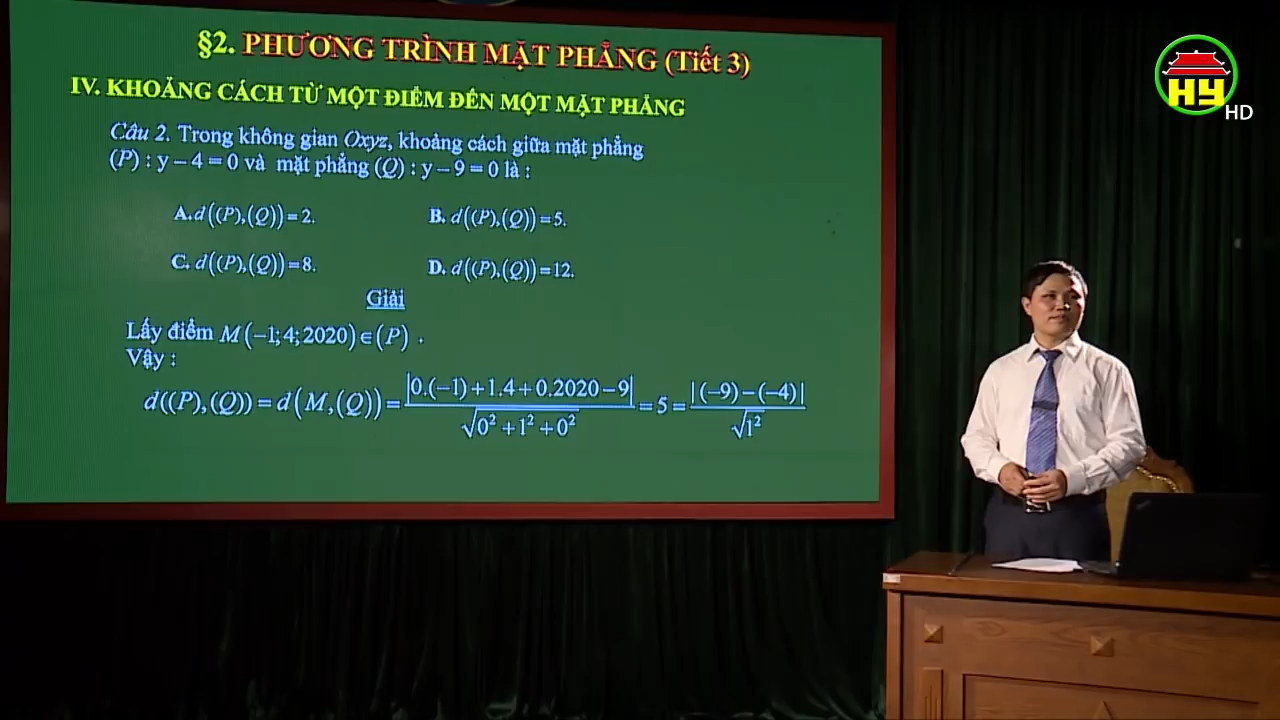 §2. PHƯƠNG TRÌNH MẶT PHẲNG (Tiết 3)
IV. KHOẢNG CÁCH TỪ MỘT ĐIỂM ĐẾN MỘT MẶT PHẲNG
Câu 2. Trong không gian Oxyz, khoảng cách giữa mặt phẳng
(P) : y – 4 = 0 và mặt phẳng (Q) : y – 9 = 0 là :
A. d((P),(Q)) = 2. B. d((P),(Q)) = 5.
C. d((P),(Q)) = 8. D. d((P),(Q)) = 12.
Giải
Lấy điểm M(−1; 4; 2020) ∈ (P) .
Vậy :
d((P),(Q)) = d(M,(Q)) = |0.(−1)+1.4+0.2020−9| / √(0² + 1² + 0²) = 5 = |(−9)−(−4)| / √(1²)
HY
HD